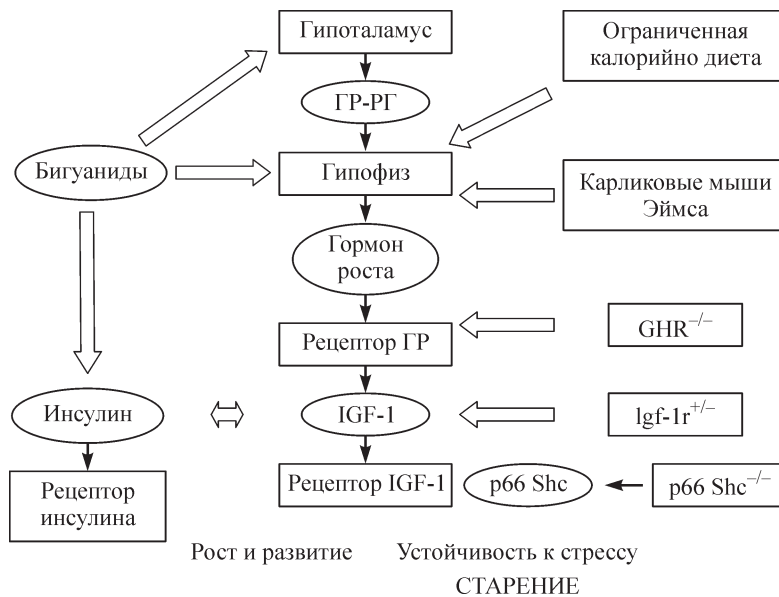 Гипоталамус
Ограниченная
калорийно диета
ГР-РГ
Бигуаниды
Гипофиз
Карликовые мыши
Эймса
Гормон
роста
Рецептор ГР
GHR–/–
Инсулин
IGF-1
lgf-1r+/–
Рецептор
инсулина
Рецептор IGF-1
p66 Shc
p66 Shc–/–
Рост и развитие
Устойчивость к стрессу
СТАРЕНИЕ